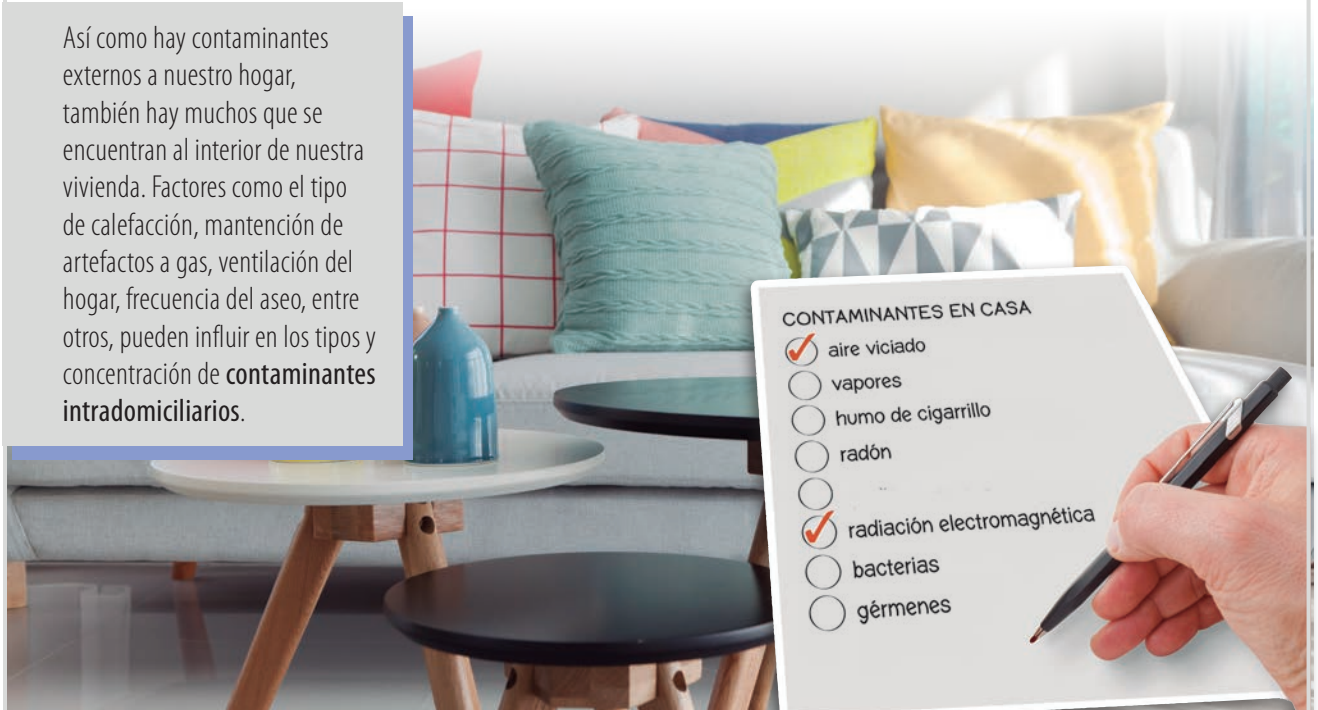 Así como hay contaminantes
externos a nuestro hogar,
también hay muchos que se
encuentran al interior de nuestra
vivienda. Factores como el tipo
de calefacción, mantención de
artefactos a gas, ventilación del
hogar, frecuencia del aseo, entre
otros, pueden influir en los tipos y
concentración de contaminantes
intradomiciliarios.
CONTAMINANTES EN CASA
aire viciado
vapores
humo de cigarrillo
radón
radiación electromagnética
bacterias
gérmenes